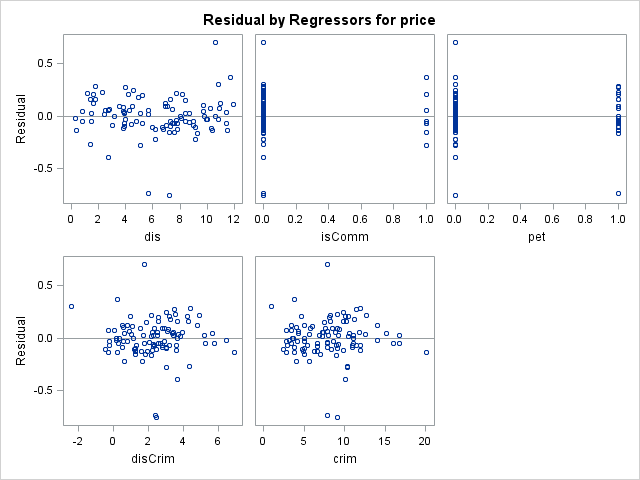 Residual by Regressors for price
Residual
0.5
0.0
-0.5
0 2 4 6 8 10 12
dis
0.0 0.2 0.4 0.6 0.8 1.0
isComm
0.0 0.2 0.4 0.6 0.8 1.0
pet
Residual
0.5
0.0
-0.5
-2 0 2 4 6
disCrim
0 5 10 15 20
crim